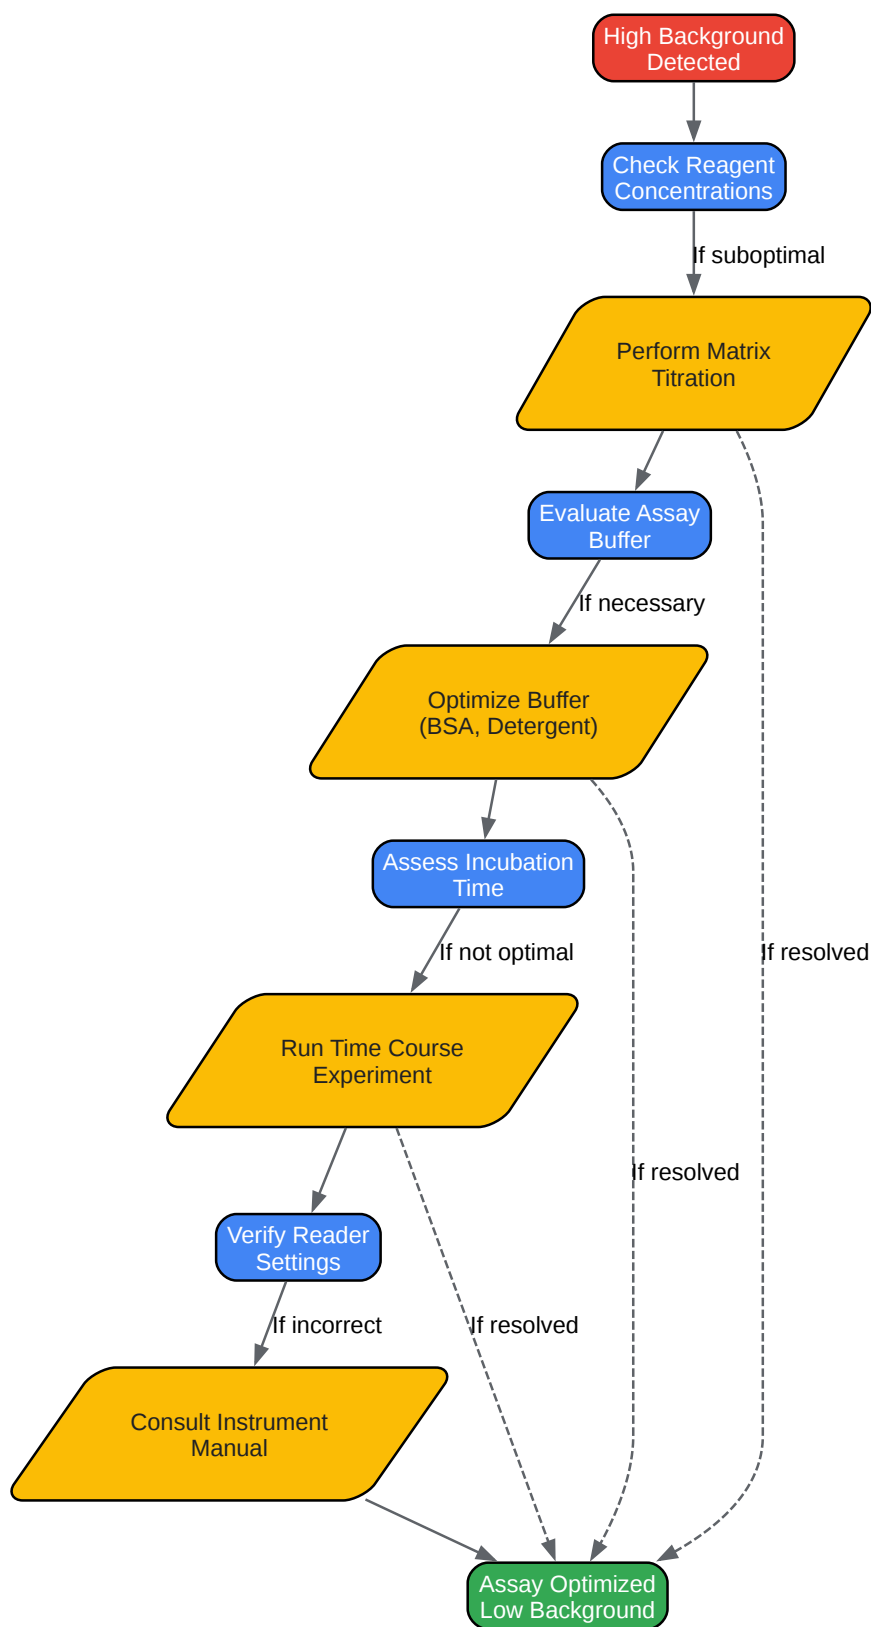 High Background
Detected
Check Reagent
Concentrations
If suboptimal
Perform Matrix
Titration
Evaluate Assay
Buffer
If necessary
Optimize Buffer
(BSA, Detergent)
Assess Incubation
Time
If not optimal
If resolved
Run Time Course
Experiment
If resolved
Verify Reader
Settings
If incorrect
If resolved
Consult Instrument
Manual
Assay Optimized
Low Background